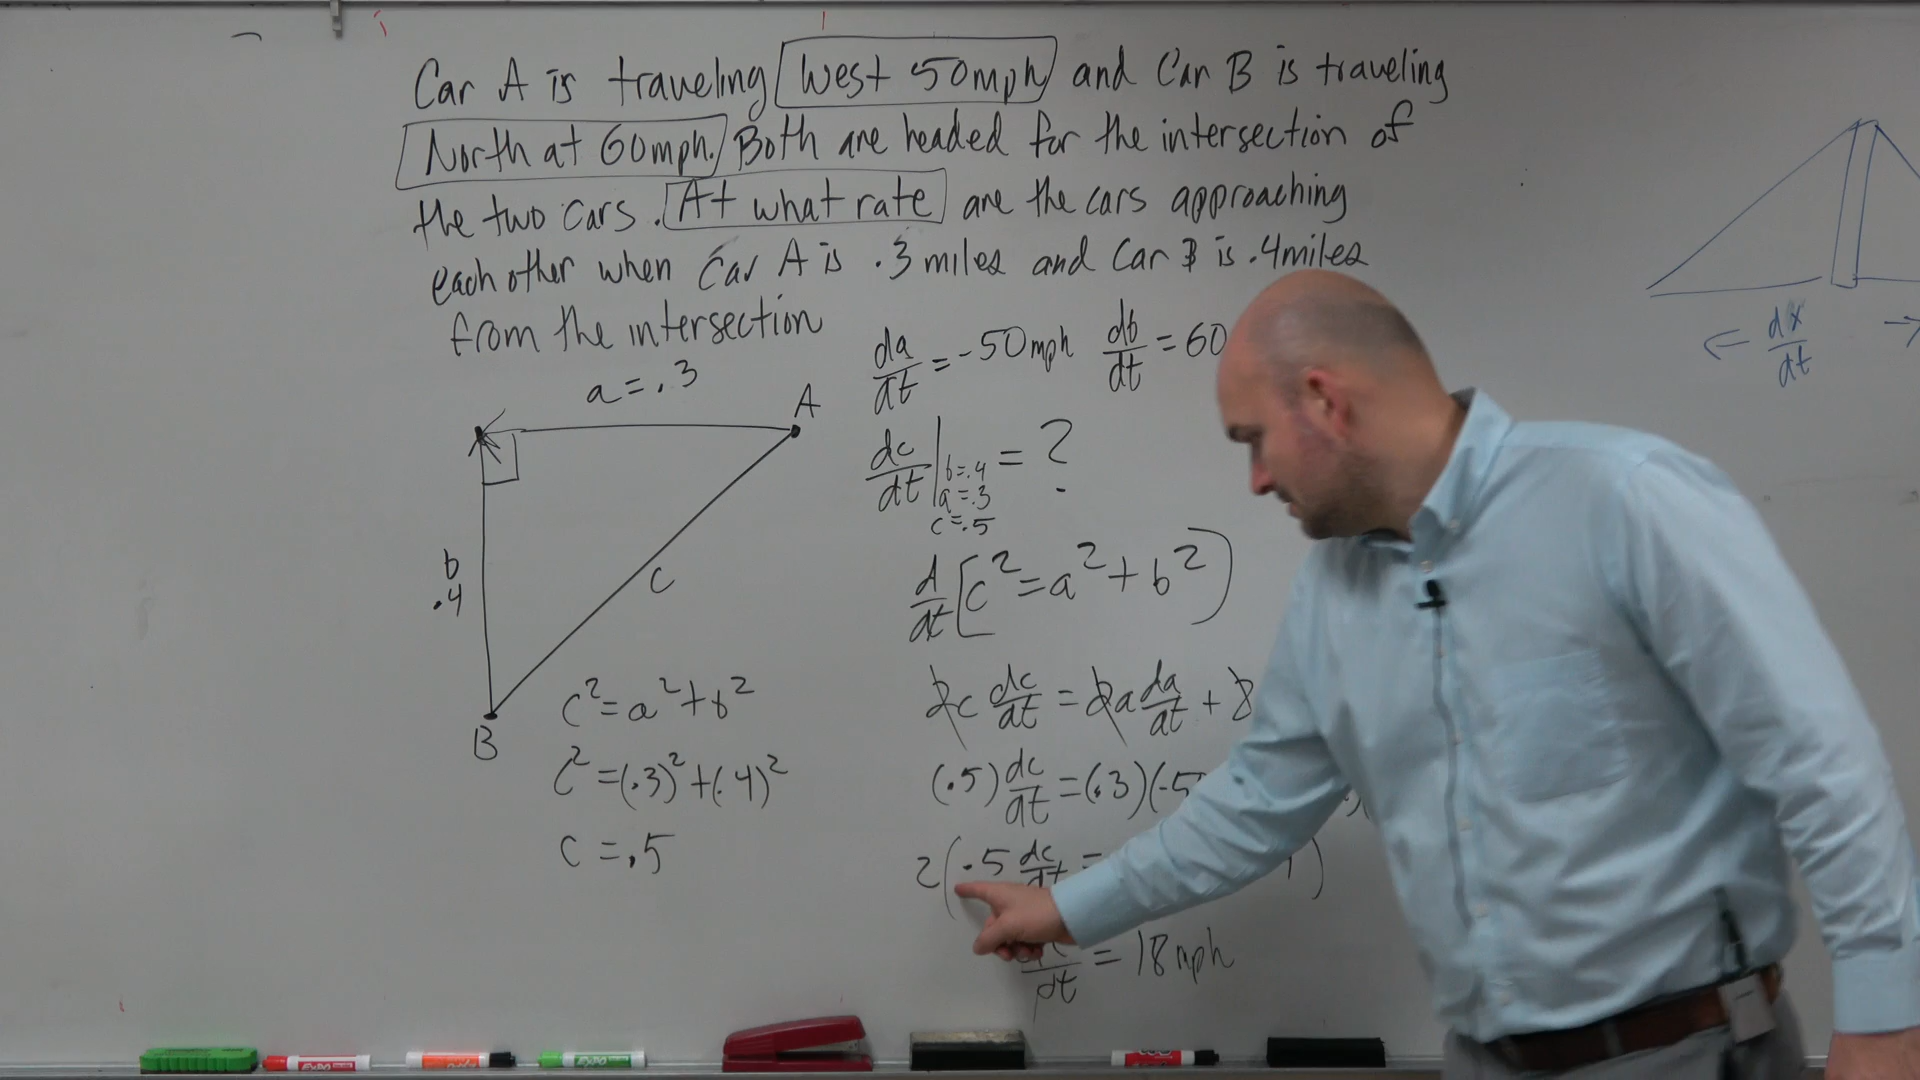 Car A is traveling West 50mph and Car B is traveling
North at 60mph. Both are headed for the intersection of
the two cars. At what rate are the cars approaching
each other when Car A is .3 miles and Car B is .4miles
from the intersection
a = .3
A
b
.4
c
B
c² = a² + b²
c² = (.3)² + (.4)²
c = .5
da/dt = -50mph db/dt = 60
dc/dt | b=.4 a=.3 c=.5 = ?
d/dt [c² = a² + b²)
2c dc/dt = 2a da/dt + 2
(.5) dc/dt = (.3)(-5
2(.5 dc/dt =
dt = 18mph
← dx/dt →
EXPO
EXPO